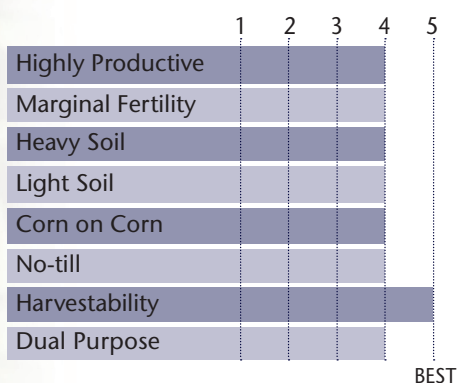 1 2 3 4 5
Highly Productive
Marginal Fertility
Heavy Soil
Light Soil
Corn on Corn
No-till
Harvestability
Dual Purpose
BEST